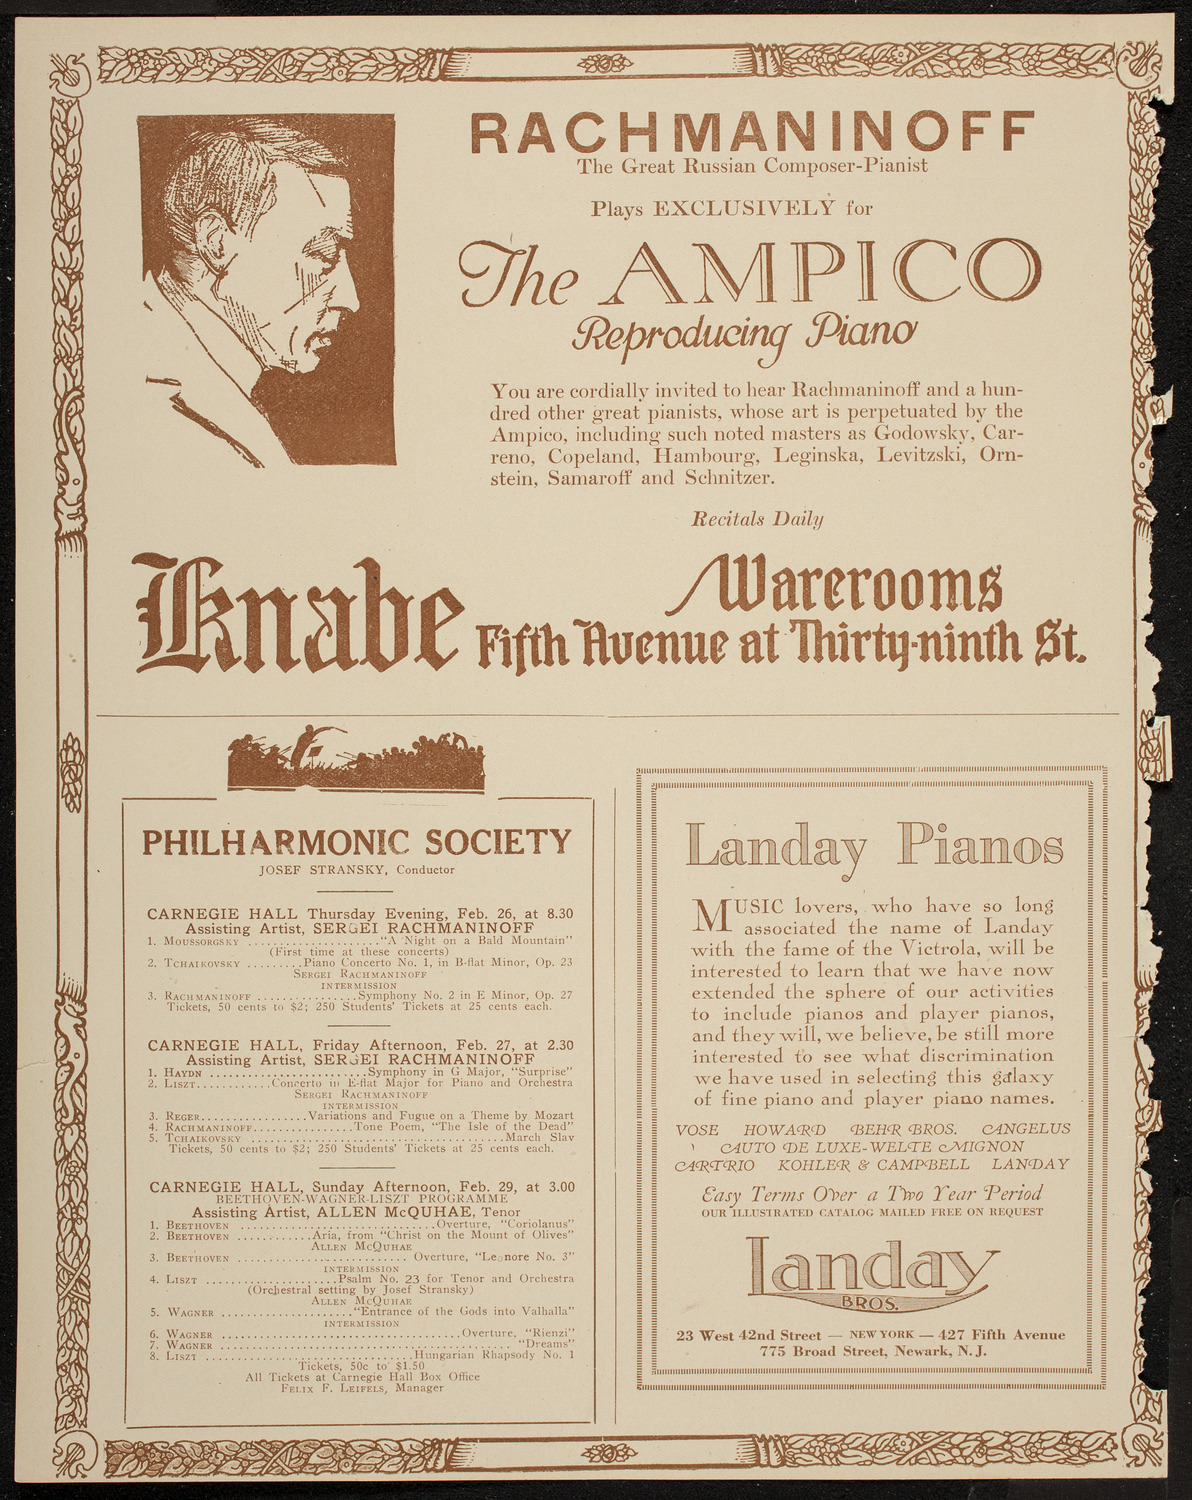 RACHMANINOFF
The Great Russian Composer-Pianist
Plays EXCLUSIVELY for
The AMPICO
Reproducing Piano
You are cordially invited to hear Rachmaninoff and a hun-
dred other great pianists, whose art is perpetuated by the
Ampico, including such noted masters as Godowsky, Car-
reno, Copeland, Hambourg, Leginska, Levitzski, Orn-
stein, Samaroff and Schnitzer.
Recitals Daily
Knabe Warerooms
Fifth Avenue at Thirty-ninth St.
PHILHARMONIC SOCIETY
JOSEF STRANSKY, Conductor
CARNEGIE HALL Thursday Evening, Feb. 26, at 8.30
Assisting Artist, SERGEI RACHMANINOFF
1. MOUSSORGSKY ....................."A Night on a Bald Mountain"
(First time at these concerts)
2. TCHAIKOVSKY .........Piano Concerto No. 1, in B-flat Minor, Op. 23
SERGEI RACHMANINOFF
INTERMISSION
3. RACHMANINOFF ................Symphony No. 2 in E Minor, Op. 27
Tickets, 50 cents to $2; 250 Students' Tickets at 25 cents each.
CARNEGIE HALL, Friday Afternoon, Feb. 27, at 2.30
Assisting Artist, SERGEI RACHMANINOFF
1. HAYDN .........................Symphony in G Major, "Surprise"
2. LISZT............Concerto in E-flat Major for Piano and Orchestra
SERGEI RACHMANINOFF
INTERMISSION
3. REGER.................Variations and Fugue on a Theme by Mozart
4. RACHMANINOFF................Tone Poem, "The Isle of the Dead"
5. TCHAIKOVSKY ........................................March Slav
Tickets, 50 cents to $2; 250 Students' Tickets at 25 cents each.
CARNEGIE HALL, Sunday Afternoon, Feb. 29, at 3.00
BEETHOVEN-WAGNER-LISZT PROGRAMME
Assisting Artist, ALLEN McQUHAE, Tenor
1. BEETHOVEN ...............................Overture, "Coriolanus"
2. BEETHOVEN ............Aria, from "Christ on the Mount of Olives"
ALLEN MCQUHAE
3. BEETHOVEN ........................... Overture, "Leonore No. 3"
INTERMISSION
4. LISZT .....................Psalm No. 23 for Tenor and Orchestra
(Orchestral setting by Josef Stransky)
ALLEN MCQUHAE
5. WAGNER ....................."Entrance of the Gods into Valhalla"
INTERMISSION
6. WAGNER ......................................Overture, "Rienzi"
7. WAGNER .............................................. "Dreams"
8. LISZT .................................Hungarian Rhapsody No. 1
Tickets, 50c to $1.50
All Tickets at Carnegie Hall Box Office
FELIX F. LEIFELS, Manager
Landay Pianos
MUSIC lovers, who have so long
associated the name of Landay
with the fame of the Victrola, will be
interested to learn that we have now
extended the sphere of our activities
to include pianos and player pianos,
and they will, we believe, be still more
interested to see what discrimination
we have used in selecting this galaxy
of fine piano and player piano names.
VOSE HOWARD BEHR BROS. CANGELUS
CAUTO DE LUXE-WELTE MIGNON
CARTRIO KOHLER & CAMPBELL LANDAY
Easy Terms Over a Two Year Period
OUR ILLUSTRATED CATALOG MAILED FREE ON REQUEST
Landay
BROS.
23 West 42nd Street — NEW YORK — 427 Fifth Avenue
775 Broad Street, Newark, N. J.